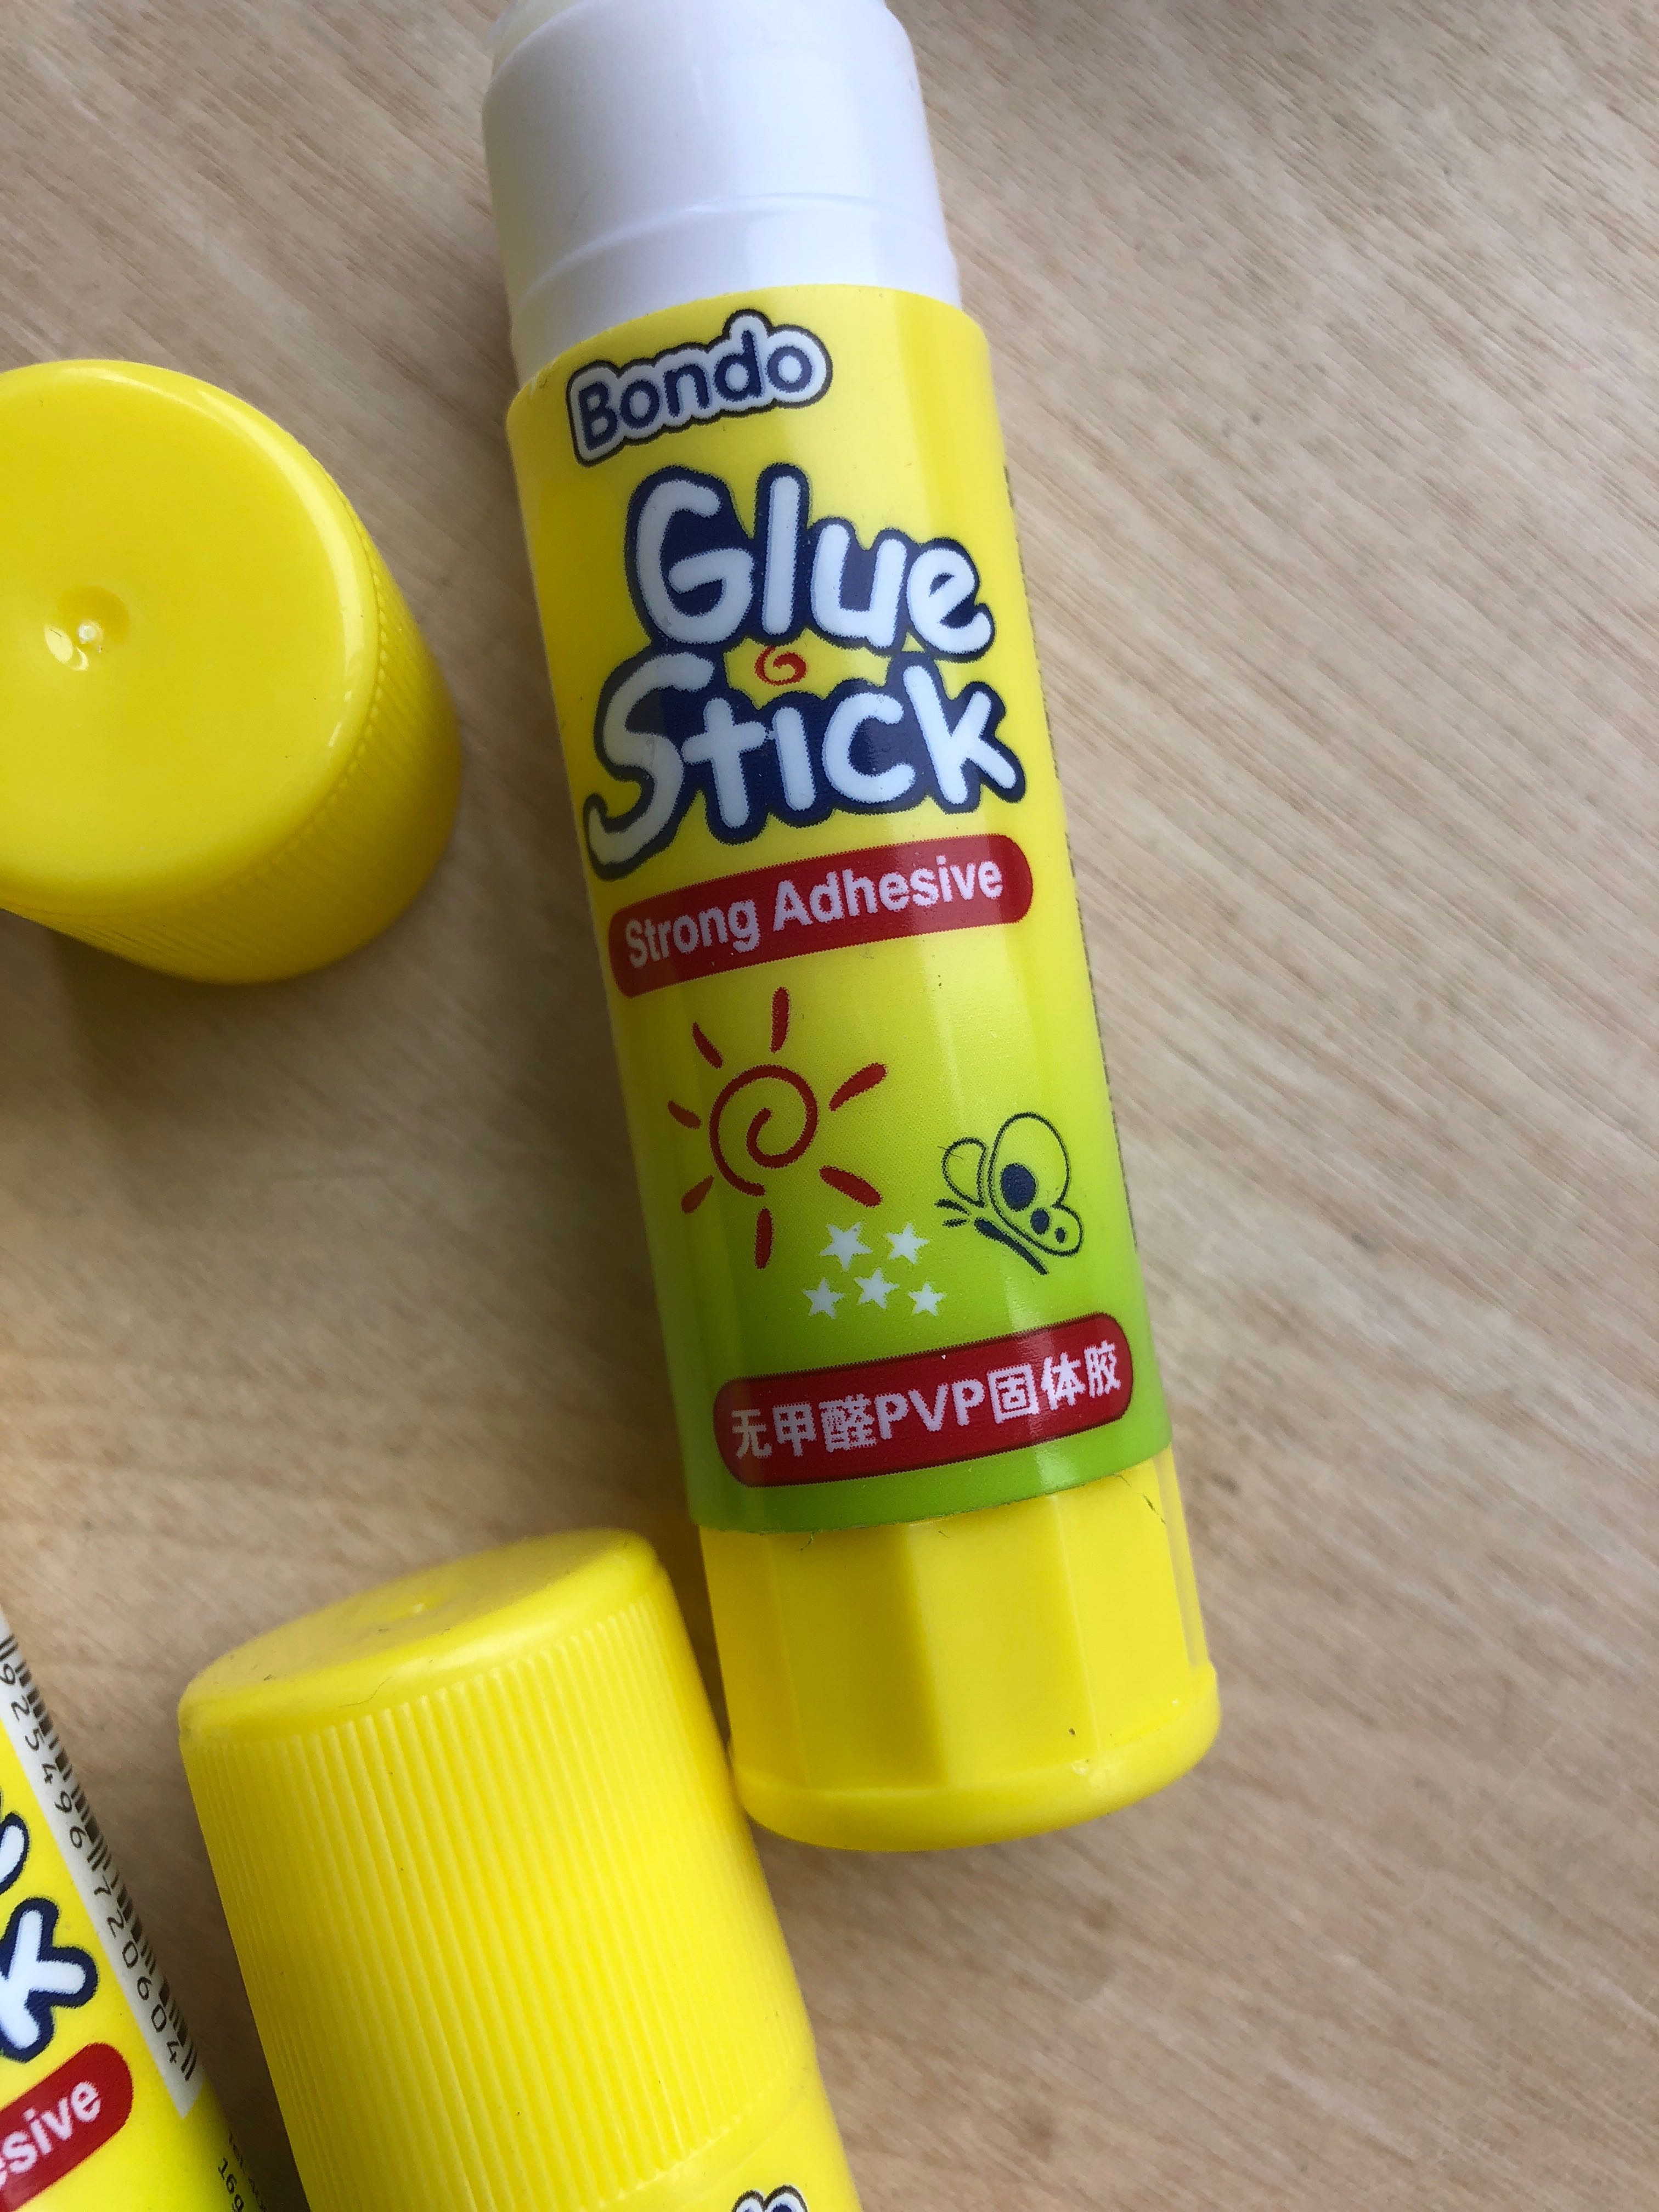 Bondo
Glue
Stick
Strong Adhesive
无甲醛PVP固体胶
k
esive